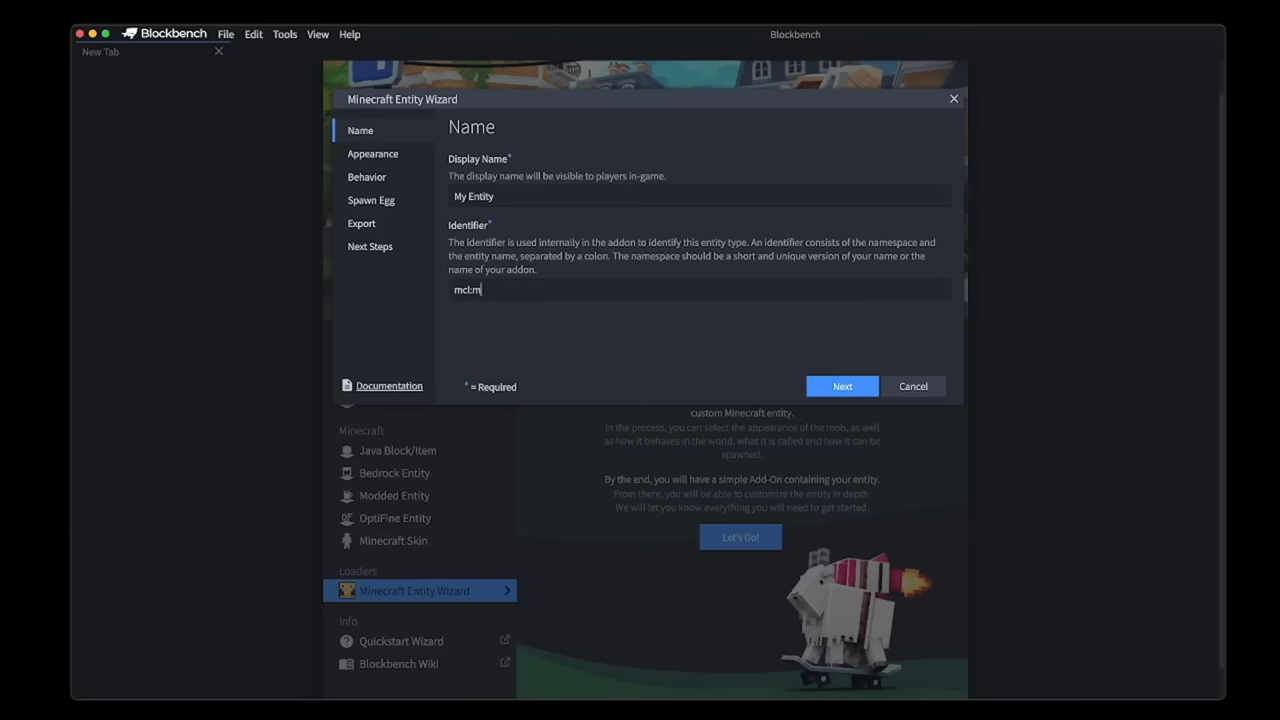 Blockbench File Edit Tools View Help
Blockbench
New Tab
Minecraft Entity Wizard
Name
Appearance
Behavior
Spawn Egg
Export
Next Steps
Documentation
Name
Display Name*
The display name will be visible to players in-game.
My Entity
Identifier*
The identifier is used internally in the addon to identify this entity type. An identifier consists of the namespace and
the entity name, separated by a colon. The namespace should be a short and unique version of your name or the
name of your addon.
mcl:m
* = Required
Next
Cancel
Minecraft
Java Block/Item
Bedrock Entity
Modded Entity
OptiFine Entity
Minecraft Skin
Loaders
Minecraft Entity Wizard
Info
Quickstart Wizard
Blockbench Wiki
custom Minecraft entity.
In the process, you can select the appearance of the mob, as well
as how it behaves in the world, what it is called and how it can be
spawned.
By the end, you will have a simple Add-On containing your entity.
From there, you will be able to customize the entity in depth.
We will let you know everything you will need to get started.
Let's Go!